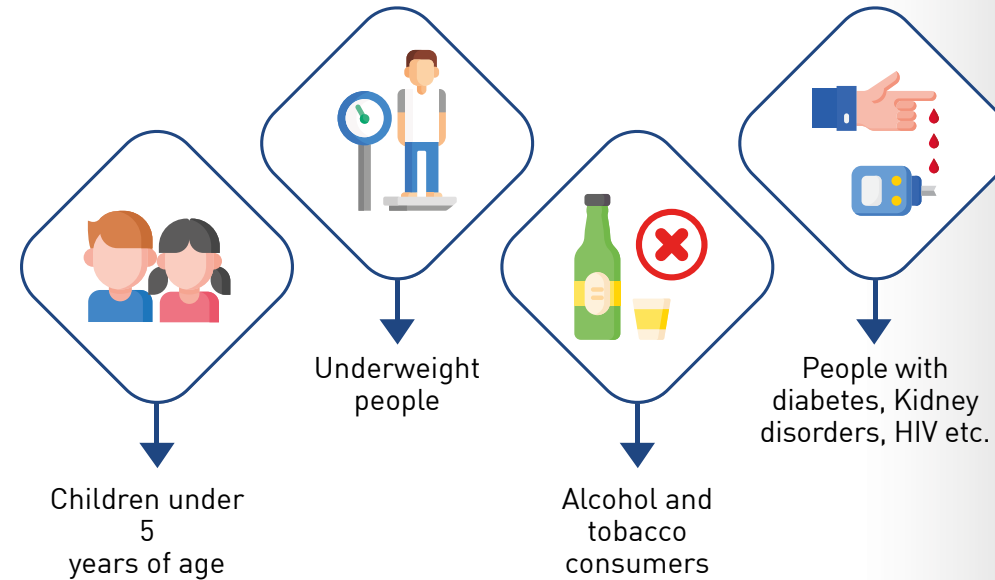 Children under
5
years of age
Underweight
people
Alcohol and
tobacco
consumers
People with
diabetes, Kidney
disorders, HIV etc.